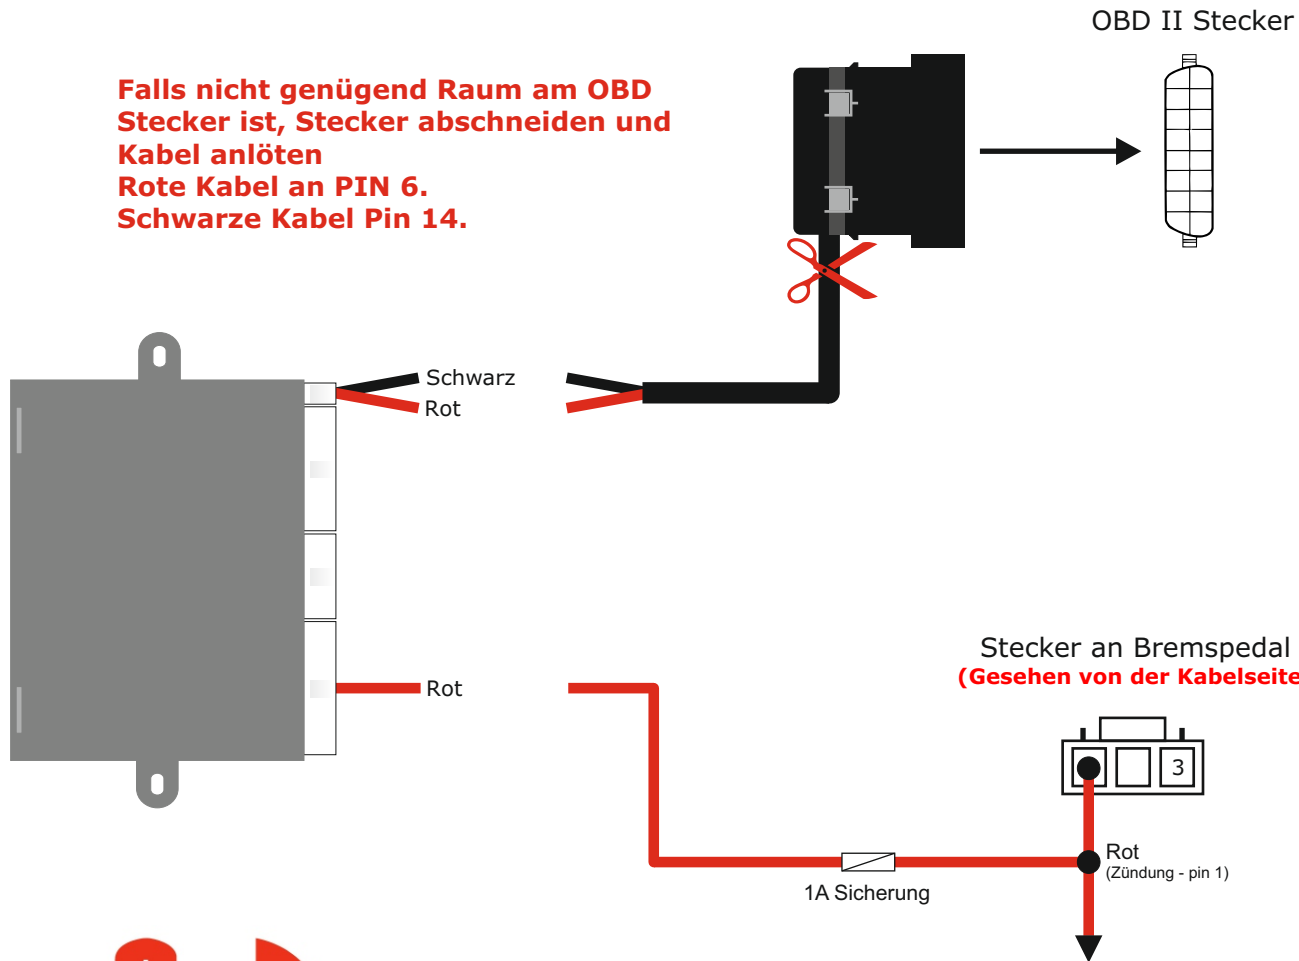 OBD II Stecker
Falls nicht genügend Raum am OBD
Stecker ist, Stecker abschneiden und
Kabel anlöten
Rote Kabel an PIN 6.
Schwarze Kabel Pin 14.
Schwarz
Rot
Rot
Stecker an Bremspedal
(Gesehen von der Kabelseite
3
Rot
(Zündung - pin 1)
1A Sicherung